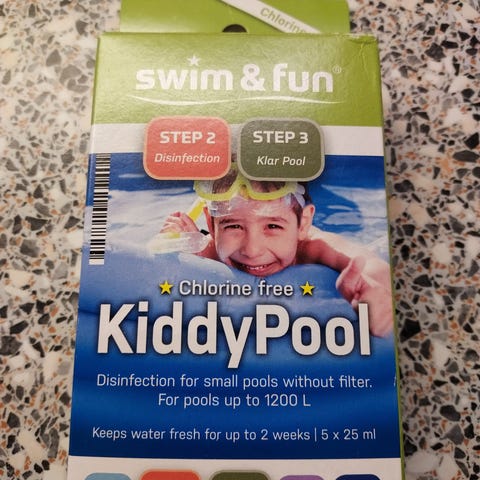 Chlorine
swim & fun®
STEP 2
Disinfection
STEP 3
Klar Pool
Chlorine free
KiddyPool
Disinfection for small pools without filter.
For pools up to 1200 L
Keeps water fresh for up to 2 weeks | 5 x 25 ml